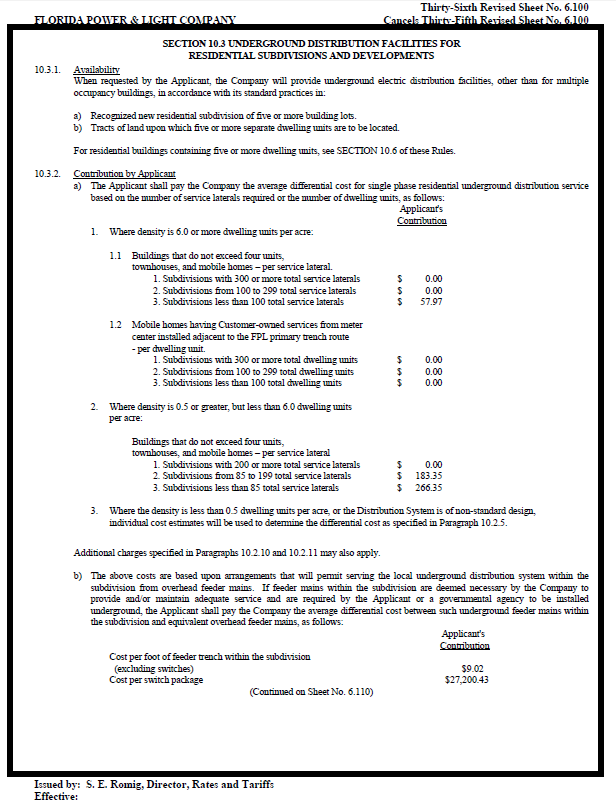 Thirty-Sixth Revised Sheet No. 6.100
FLORIDA POWER & LIGHT COMPANY Cancels Thirty-Fifth Revised Sheet No. 6.100
SECTION 10.3 UNDERGROUND DISTRIBUTION FACILITIES FOR
RESIDENTIAL SUBDIVISIONS AND DEVELOPMENTS
10.3.1. Availability
When requested by the Applicant, the Company will provide underground electric distribution facilities, other than for multiple
occupancy buildings, in accordance with its standard practices in:
a) Recognized new residential subdivision of five or more building lots.
b) Tracts of land upon which five or more separate dwelling units are to be located.
For residential buildings containing five or more dwelling units, see SECTION 10.6 of these Rules.
10.3.2. Contribution by Applicant
a) The Applicant shall pay the Company the average differential cost for single phase residential underground distribution service
based on the number of service laterals required or the number of dwelling units, as follows:
Applicant's
Contribution
1. Where density is 6.0 or more dwelling units per acre:
1.1 Buildings that do not exceed four units,
townhouses, and mobile homes – per service lateral.
1. Subdivisions with 300 or more total service laterals $ 0.00
2. Subdivisions from 100 to 299 total service laterals $ 0.00
3. Subdivisions less than 100 total service laterals $ 57.97
1.2 Mobile homes having Customer-owned services from meter
center installed adjacent to the FPL primary trench route
- per dwelling unit.
1. Subdivisions with 300 or more total dwelling units $ 0.00
2. Subdivisions from 100 to 299 total dwelling units $ 0.00
3. Subdivisions less than 100 total dwelling units $ 0.00
2. Where density is 0.5 or greater, but less than 6.0 dwelling units
per acre:
Buildings that do not exceed four units,
townhouses, and mobile homes – per service lateral
1. Subdivisions with 200 or more total service laterals $ 0.00
2. Subdivisions from 85 to 199 total service laterals $ 183.35
3. Subdivisions less than 85 total service laterals $ 266.35
3. Where the density is less than 0.5 dwelling units per acre, or the Distribution System is of non-standard design,
individual cost estimates will be used to determine the differential cost as specified in Paragraph 10.2.5.
Additional charges specified in Paragraphs 10.2.10 and 10.2.11 may also apply.
b) The above costs are based upon arrangements that will permit serving the local underground distribution system within the
subdivision from overhead feeder mains. If feeder mains within the subdivision are deemed necessary by the Company to
provide and/or maintain adequate service and are required by the Applicant or a governmental agency to be installed
underground, the Applicant shall pay the Company the average differential cost between such underground feeder mains within
the subdivision and equivalent overhead feeder mains, as follows:
Applicant's
Contribution
Cost per foot of feeder trench within the subdivision
(excluding switches) $9.02
Cost per switch package $27,200.43
(Continued on Sheet No. 6.110)
Issued by: S. E. Romig, Director, Rates and Tariffs
Effective: